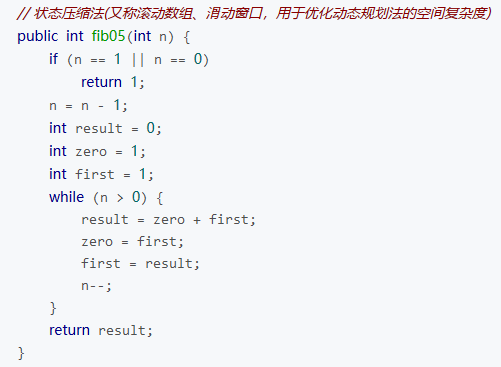 // 状态压缩法(又称滚动数组、滑动窗口，用于优化动态规划法的空间复杂度)
public int fib05(int n) {
    if (n == 1 || n == 0)
        return 1;
    n = n - 1;
    int result = 0;
    int zero = 1;
    int first = 1;
    while (n > 0) {
        result = zero + first;
        zero = first;
        first = result;
        n--;
    }
    return result;
}